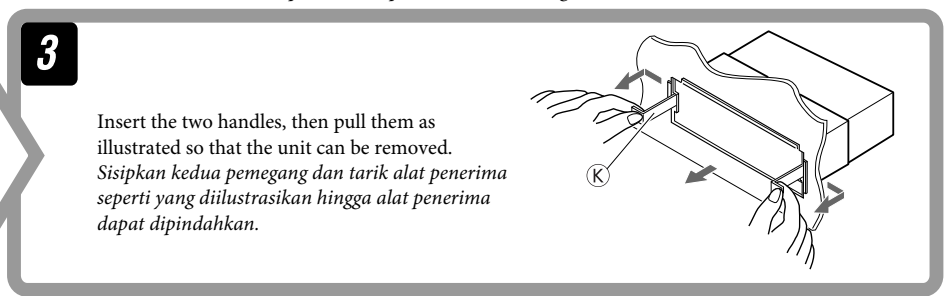 3
Insert the two handles, then pull them as
illustrated so that the unit can be removed.
Sisipkan kedua pemegang dan tarik alat penerima
seperti yang diilustrasikan hingga alat penerima
dapat dipindahkan.
Ⓚ